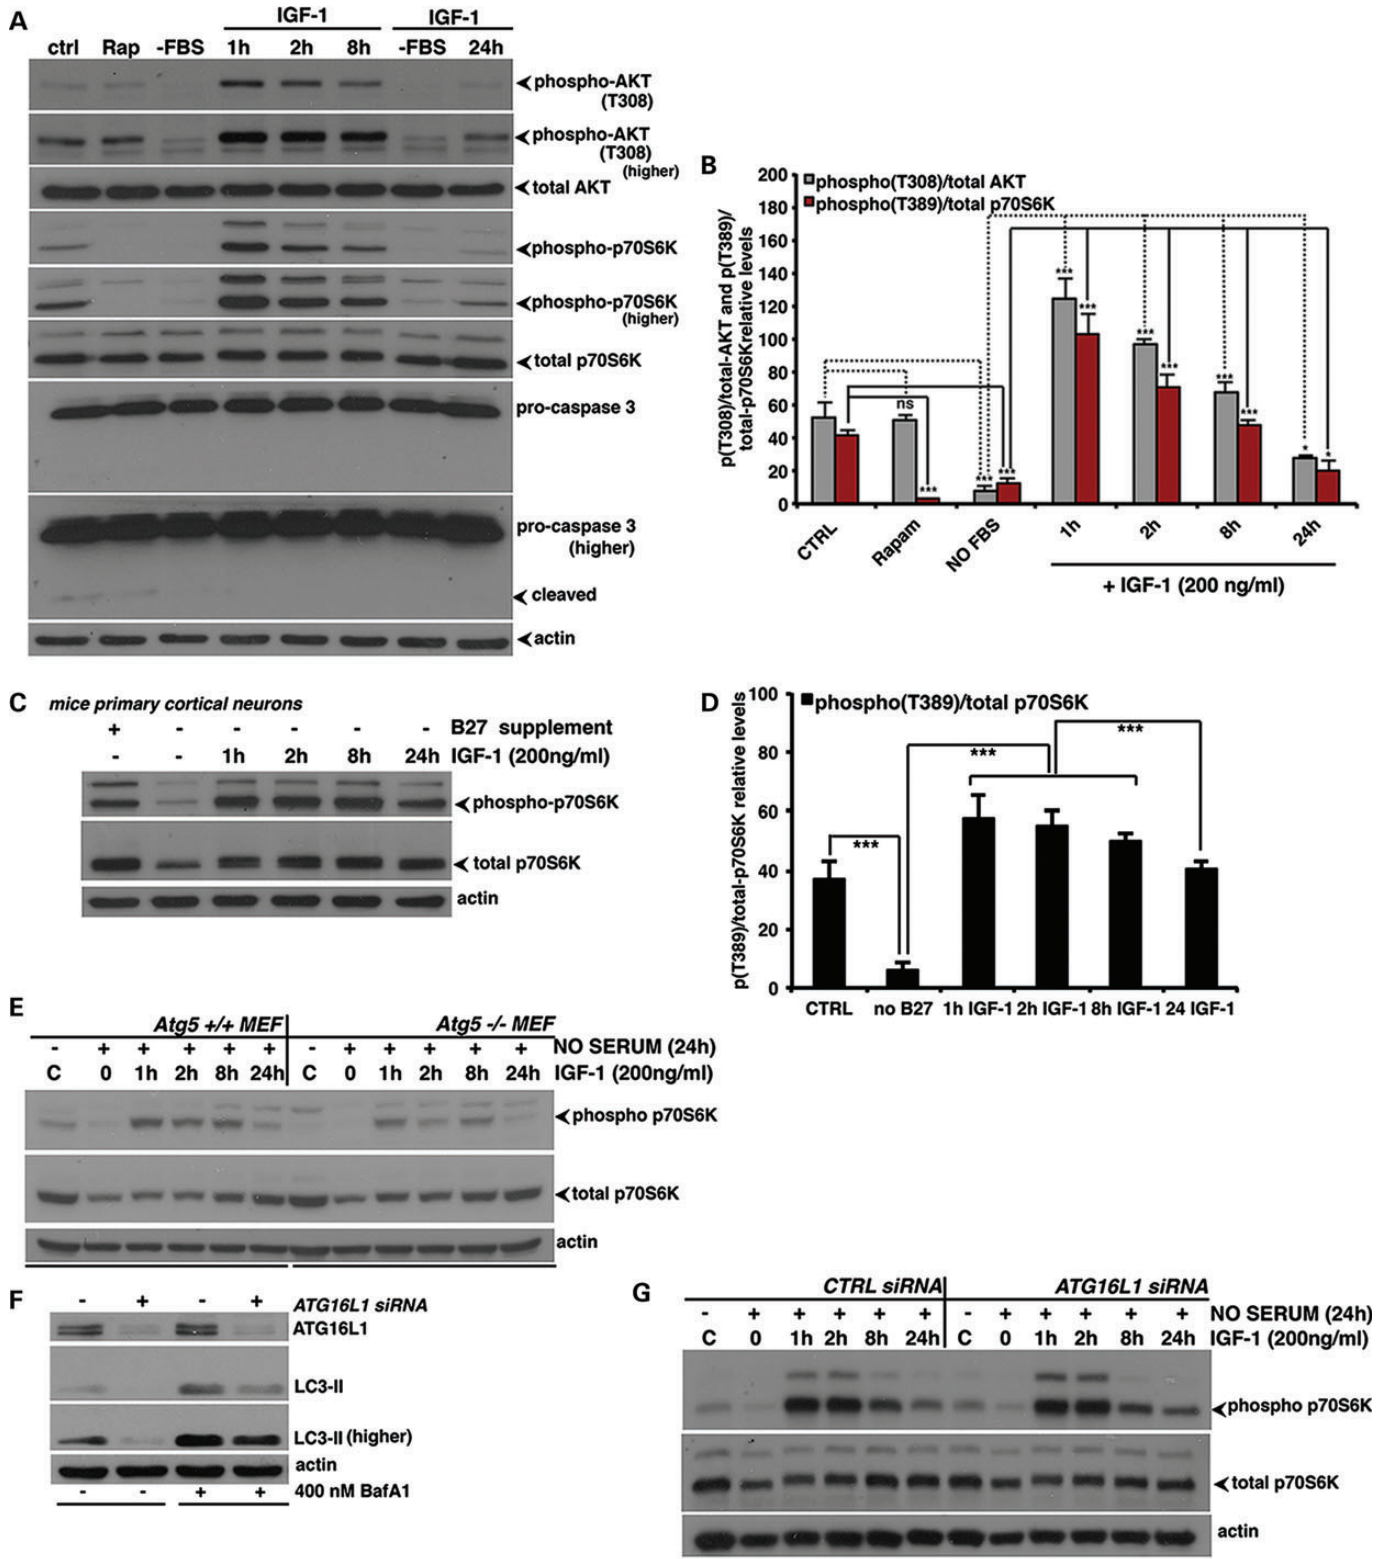 A
IGF-1
IGF-1
ctrl Rap -FBS 1h 2h 8h -FBS 24h
phospho-AKT
(T308)
phospho-AKT
(T308)
(higher)
total AKT
phospho-p70S6K
phospho-p70S6K
(higher)
total p70S6K
pro-caspase 3
pro-caspase 3
(higher)
cleaved
actin
B
p(T308)/total-AKT and p(T389)/
total-p70S6Krelative levels
200
180
160
140
120
100
80
60
40
20
0
phospho(T308)/total AKT
phospho(T389)/total p70S6K
ns
***
***
***
***
***
***
***
***
***
*
*
CTRL Rapam NO FBS 1h 2h 8h 24h
+ IGF-1 (200 ng/ml)
C
mice primary cortical neurons
+ - - - - - B27 supplement
- - 1h 2h 8h 24h IGF-1 (200ng/ml)
phospho-p70S6K
total p70S6K
actin
D
p(T389)/total-p70S6K relative levels
100
80
60
40
20
0
phospho(T389)/total p70S6K
***
***
***
CTRL no B27 1h IGF-1 2h IGF-1 8h IGF-1 24 IGF-1
E
Atg5 +/+ MEF Atg5 -/- MEF
- + + + + + - + + + + + NO SERUM (24h)
C 0 1h 2h 8h 24h C 0 1h 2h 8h 24h IGF-1 (200ng/ml)
phospho p70S6K
total p70S6K
actin
F
- + - + ATG16L1 siRNA
ATG16L1
LC3-II
LC3-II (higher)
actin
- - + + 400 nM BafA1
G
CTRL siRNA ATG16L1 siRNA
- + + + + + - + + + + + NO SERUM (24h)
C 0 1h 2h 8h 24h C 0 1h 2h 8h 24h IGF-1 (200ng/ml)
phospho p70S6K
total p70S6K
actin